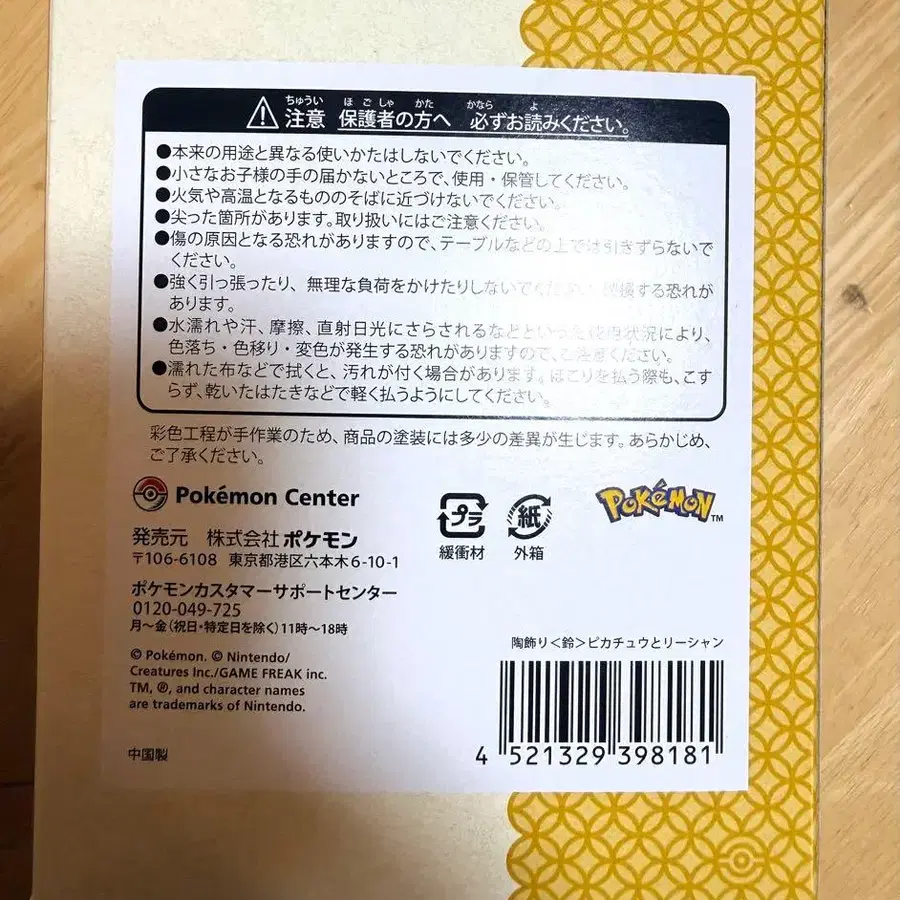 ちゅうい ほ ご しゃ かた かなら よ
注意 保護者の方へ 必ずお読みください。
●本来の用途と異なる使いかたはしないでください。
●小さなお子様の手の届かないところで、使用・保管してください。
●火気や高温となるもののそばに近づけないでください。
●尖った箇所があります。取り扱いにはご注意ください。
●傷の原因となる恐れがありますので、テーブルなどの上では引きずらないで
ください。
●強く引っ張ったり、無理な負荷をかけたりしないでください。破損する恐れが
あります。
●水濡れや汗、摩擦、直射日光にさらされるなどという使用状況により、
色落ち・色移り・変色が発生する恐れがありますので、ご注意ください。
●濡れた布などで拭くと、汚れが付く場合があります。ほこりを払う際も、こす
らず、乾いたはたきなどで軽く払うようにしてください。
彩色工程が手作業のため、商品の塗装には多少の差異が生じます。あらかじめ、
ご了承ください。
Pokémon Center
発売元 株式会社ポケモン
〒106-6108 東京都港区六本木6-10-1
ポケモンカスタマーサポートセンター
0120-049-725
月〜金(祝日・特定日を除く)11時〜18時
© Pokémon. © Nintendo/
Creatures Inc./GAME FREAK inc.
TM, ®, and character names
are trademarks of Nintendo.
中国製
プラ 紙
緩衝材 外箱
POKéMON™
陶飾り<鈴>ピカチュウとリーシャン
4 521329 398181